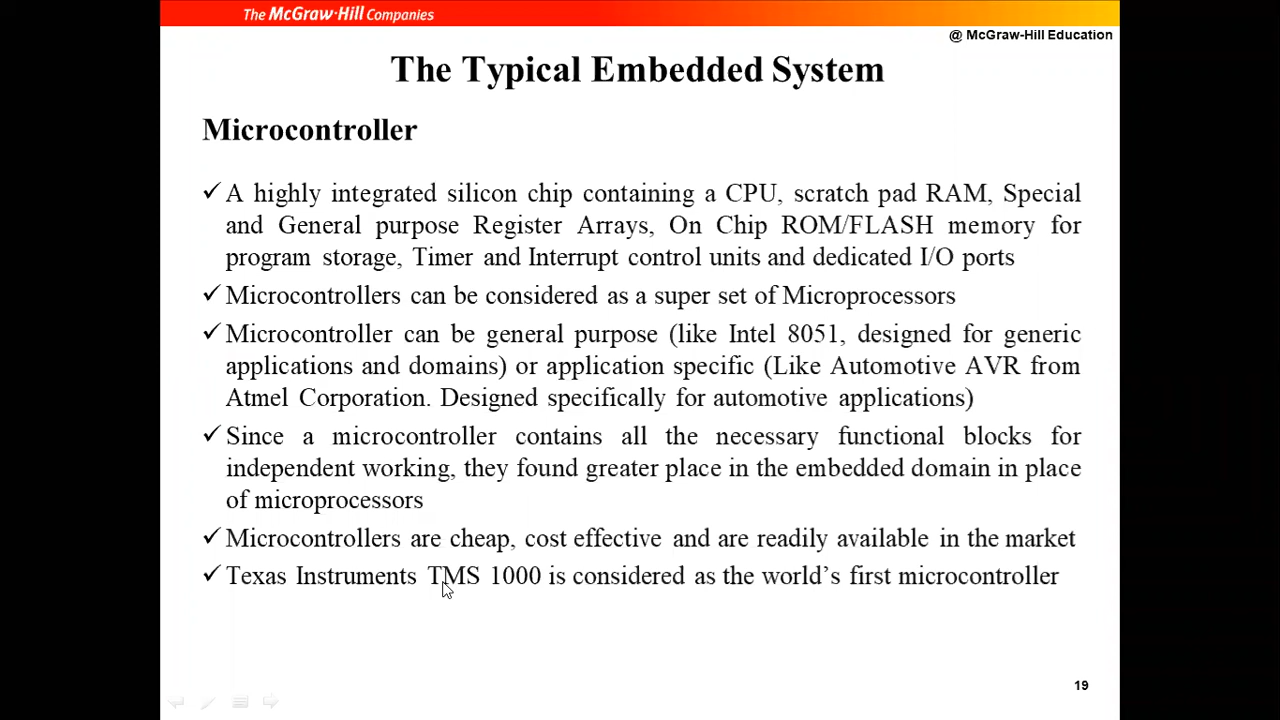 The McGraw-Hill Companies
@ McGraw-Hill Education
The Typical Embedded System
Microcontroller
✓ A highly integrated silicon chip containing a CPU, scratch pad RAM, Special
and General purpose Register Arrays, On Chip ROM/FLASH memory for
program storage, Timer and Interrupt control units and dedicated I/O ports
✓ Microcontrollers can be considered as a super set of Microprocessors
✓ Microcontroller can be general purpose (like Intel 8051, designed for generic
applications and domains) or application specific (Like Automotive AVR from
Atmel Corporation. Designed specifically for automotive applications)
✓ Since a microcontroller contains all the necessary functional blocks for
independent working, they found greater place in the embedded domain in place
of microprocessors
✓ Microcontrollers are cheap, cost effective and are readily available in the market
✓ Texas Instruments TMS 1000 is considered as the world’s first microcontroller
19